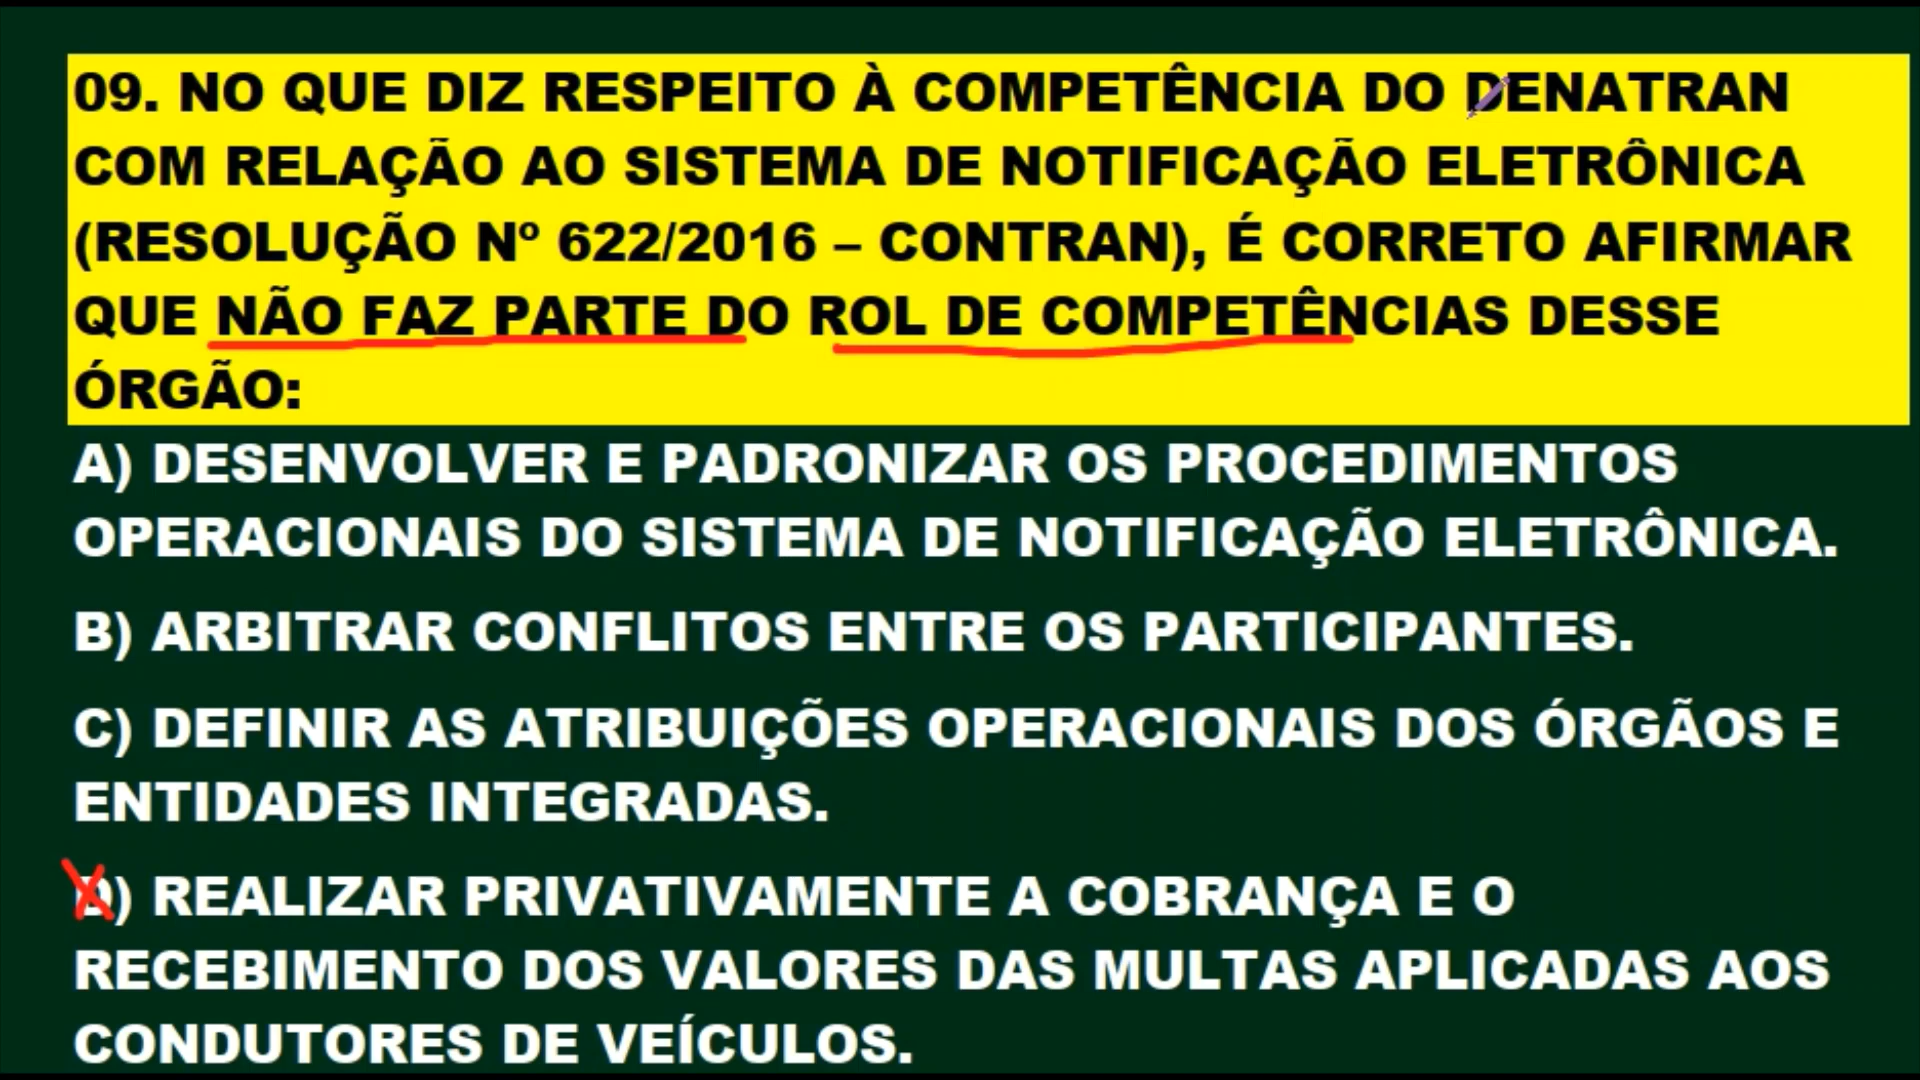 09. NO QUE DIZ RESPEITO À COMPETÊNCIA DO DENATRAN
COM RELAÇÃO AO SISTEMA DE NOTIFICAÇÃO ELETRÔNICA
(RESOLUÇÃO Nº 622/2016 – CONTRAN), É CORRETO AFIRMAR
QUE NÃO FAZ PARTE DO ROL DE COMPETÊNCIAS DESSE
ÓRGÃO:
A) DESENVOLVER E PADRONIZAR OS PROCEDIMENTOS
OPERACIONAIS DO SISTEMA DE NOTIFICAÇÃO ELETRÔNICA.
B) ARBITRAR CONFLITOS ENTRE OS PARTICIPANTES.
C) DEFINIR AS ATRIBUIÇÕES OPERACIONAIS DOS ÓRGÃOS E
ENTIDADES INTEGRADAS.
D) REALIZAR PRIVATIVAMENTE A COBRANÇA E O
RECEBIMENTO DOS VALORES DAS MULTAS APLICADAS AOS
CONDUTORES DE VEÍCULOS.